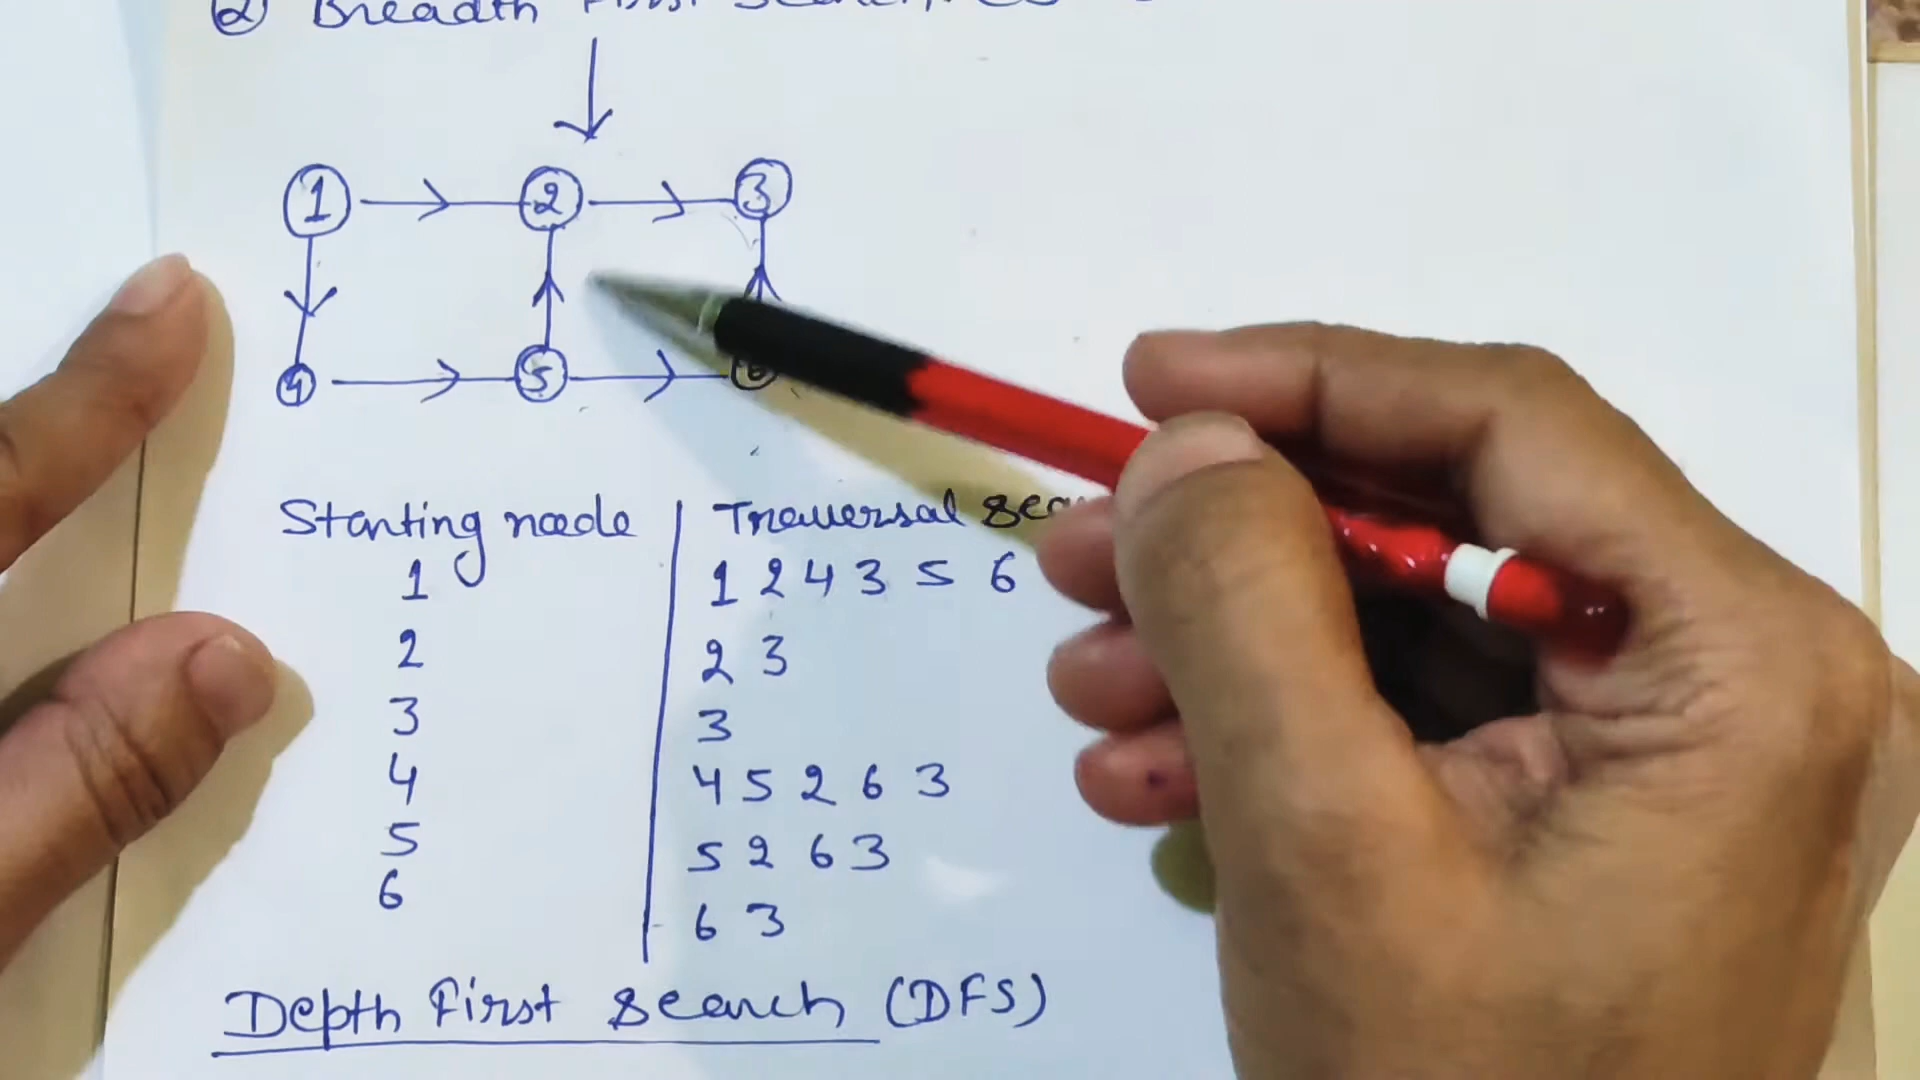 ② Breadth First
1 2 3
4 5 6
Starting node Traversal
1 1 2 4 3 5 6
2 2 3
3 3
4 4 5 2 6 3
5 5 2 6 3
6 6 3
Depth First Search (DFS)